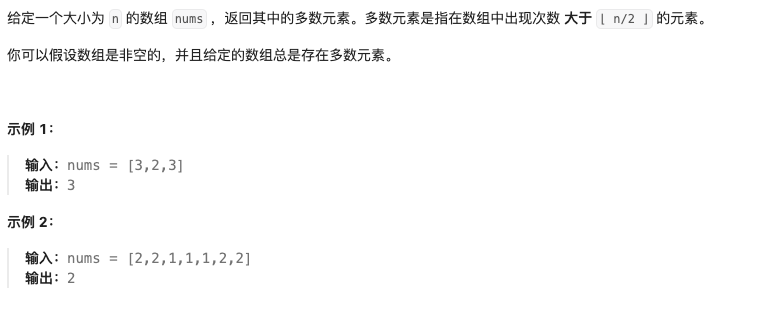 给定一个大小为 n 的数组 nums ，返回其中的多数元素。多数元素是指在数组中出现次数 大于 ⌊ n/2 ⌋ 的元素。
你可以假设数组是非空的，并且给定的数组总是存在多数元素。
示例 1：
输入：nums = [3,2,3]
输出：3
示例 2：
输入：nums = [2,2,1,1,1,2,2]
输出：2